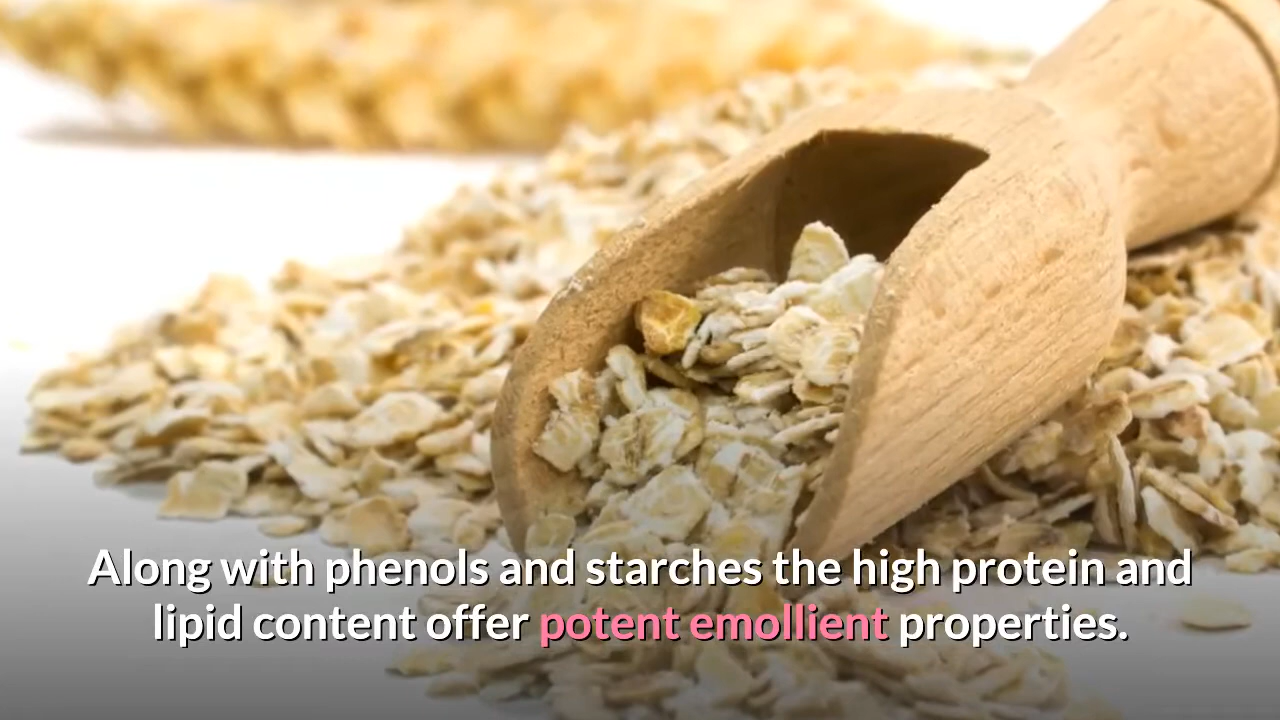 Along with phenols and starches the high protein and
lipid content offer potent emollient properties.